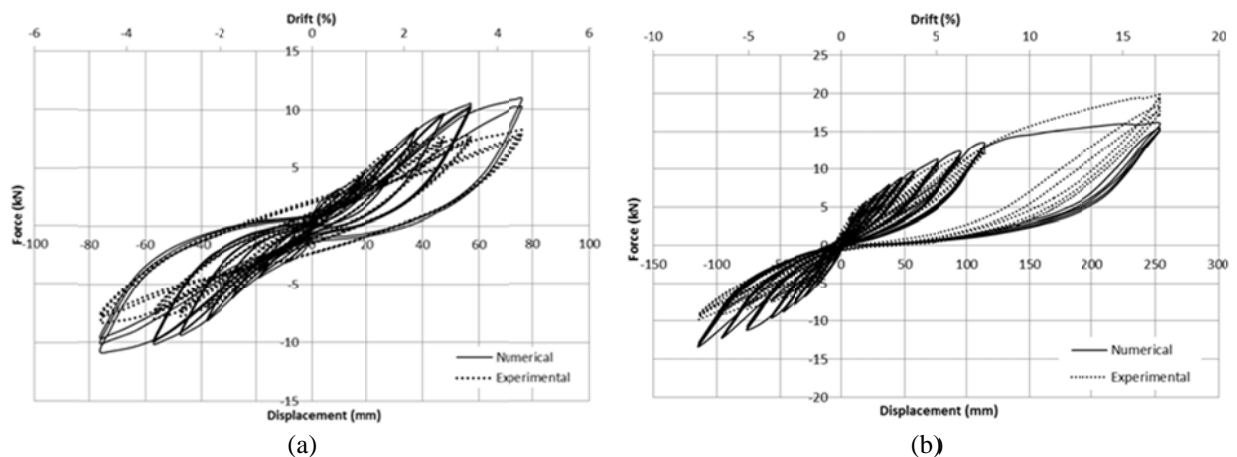 Drift (%)
-6 -4 -2 0 2 4 6
15
10
5
0
-5
-10
-15
Force (kN)
-100 -80 -60 -40 -20 0 20 40 60 80 100
Numerical
Experimental
Displacement (mm)
(a)
Drift (%)
-10 -5 0 5 10 15 20
25
20
15
10
5
0
-5
-10
-15
-20
Force (kN)
-150 -100 -50 0 50 100 150 200 250 300
Numerical
Experimental
Displacement (mm)
(b)